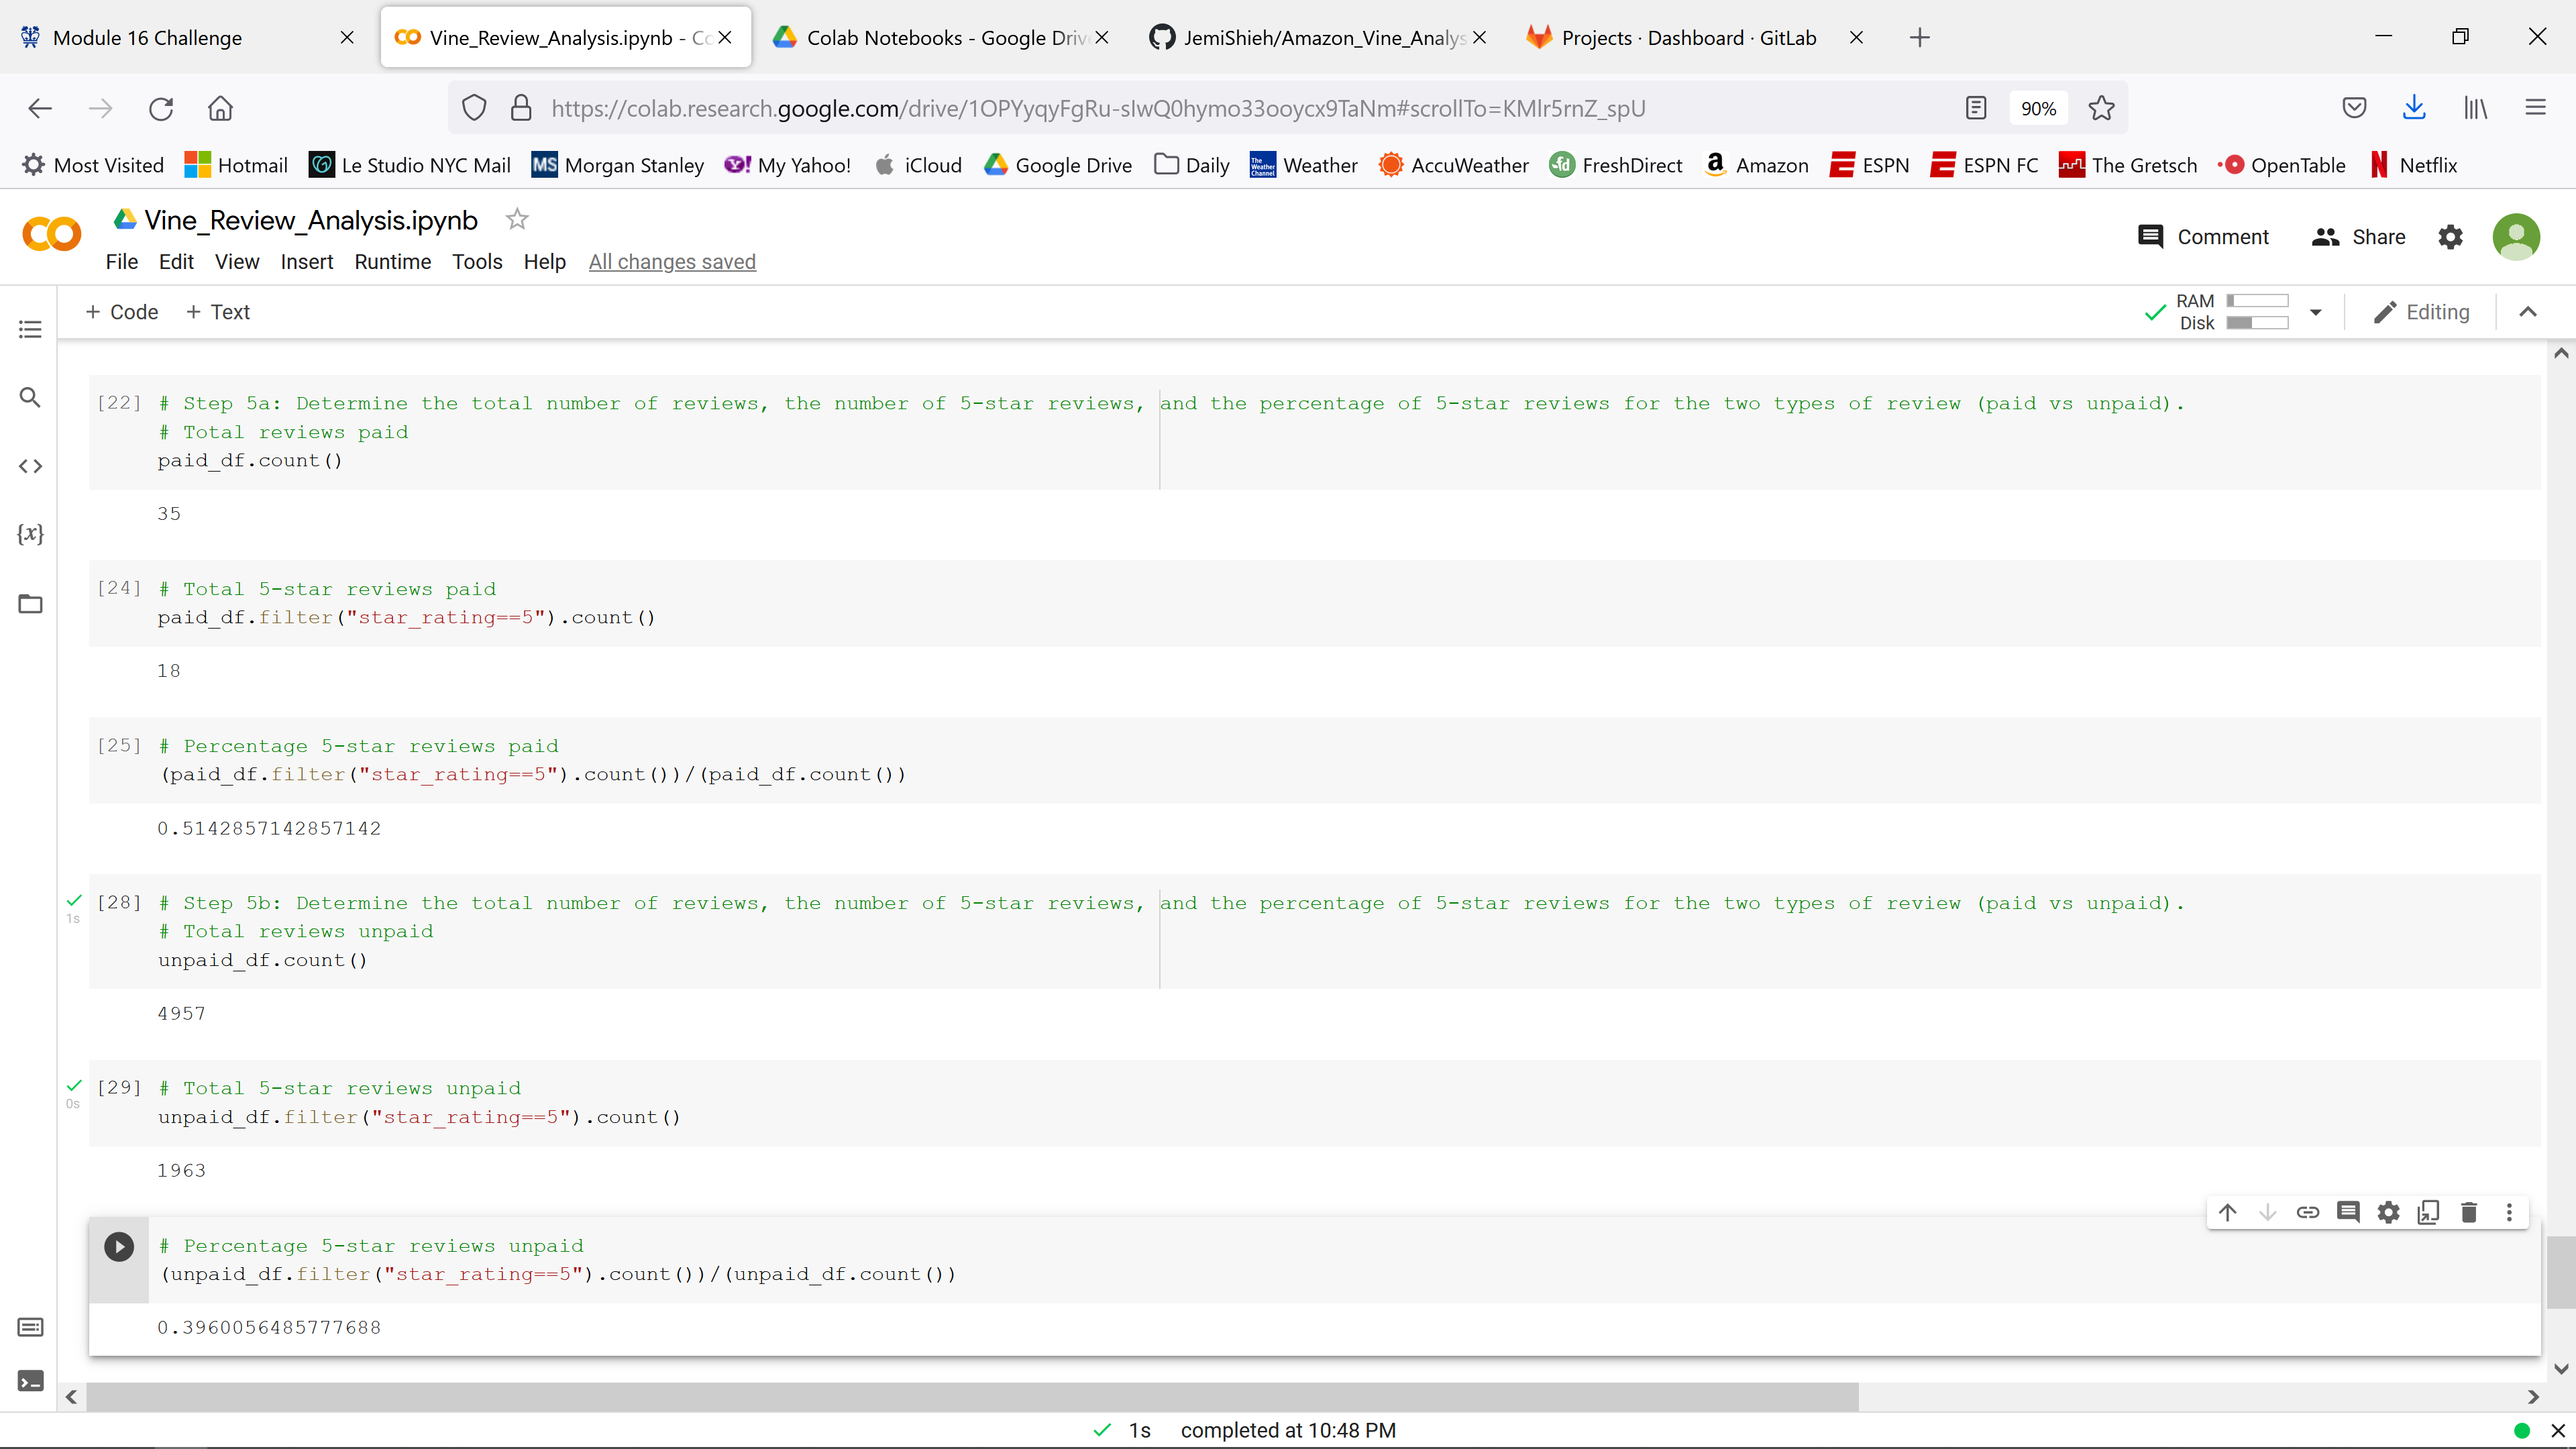 Module 16 Challenge
Vine_Review_Analysis.ipynb - Co
Colab Notebooks - Google Drive
JemiShieh/Amazon_Vine_Analys
Projects · Dashboard · GitLab
https://colab.research.google.com/drive/1OPYyqyFgRu-slwQ0hymo33ooycx9TaNm#scrollTo=KMlr5rnZ_spU
90%
Most Visited
Hotmail
Le Studio NYC Mail
MS Morgan Stanley
My Yahoo!
iCloud
Google Drive
Daily
The Weather Channel Weather
AccuWeather
fd FreshDirect
a Amazon
ESPN
ESPN FC
The Gretsch
OpenTable
N Netflix
Vine_Review_Analysis.ipynb
Comment
Share
File Edit View Insert Runtime Tools Help All changes saved
+ Code + Text
RAM
Disk
Editing
[22] # Step 5a: Determine the total number of reviews, the number of 5-star reviews, and the percentage of 5-star reviews for the two types of review (paid vs unpaid).
# Total reviews paid
paid_df.count()
35
[24] # Total 5-star reviews paid
paid_df.filter("star_rating==5").count()
18
[25] # Percentage 5-star reviews paid
(paid_df.filter("star_rating==5").count())/(paid_df.count())
0.5142857142857142
[28] # Step 5b: Determine the total number of reviews, the number of 5-star reviews, and the percentage of 5-star reviews for the two types of review (paid vs unpaid).
1s
# Total reviews unpaid
unpaid_df.count()
4957
[29] # Total 5-star reviews unpaid
0s
unpaid_df.filter("star_rating==5").count()
1963
# Percentage 5-star reviews unpaid
(unpaid_df.filter("star_rating==5").count())/(unpaid_df.count())
0.3960056485777688
{x}
1s completed at 10:48 PM